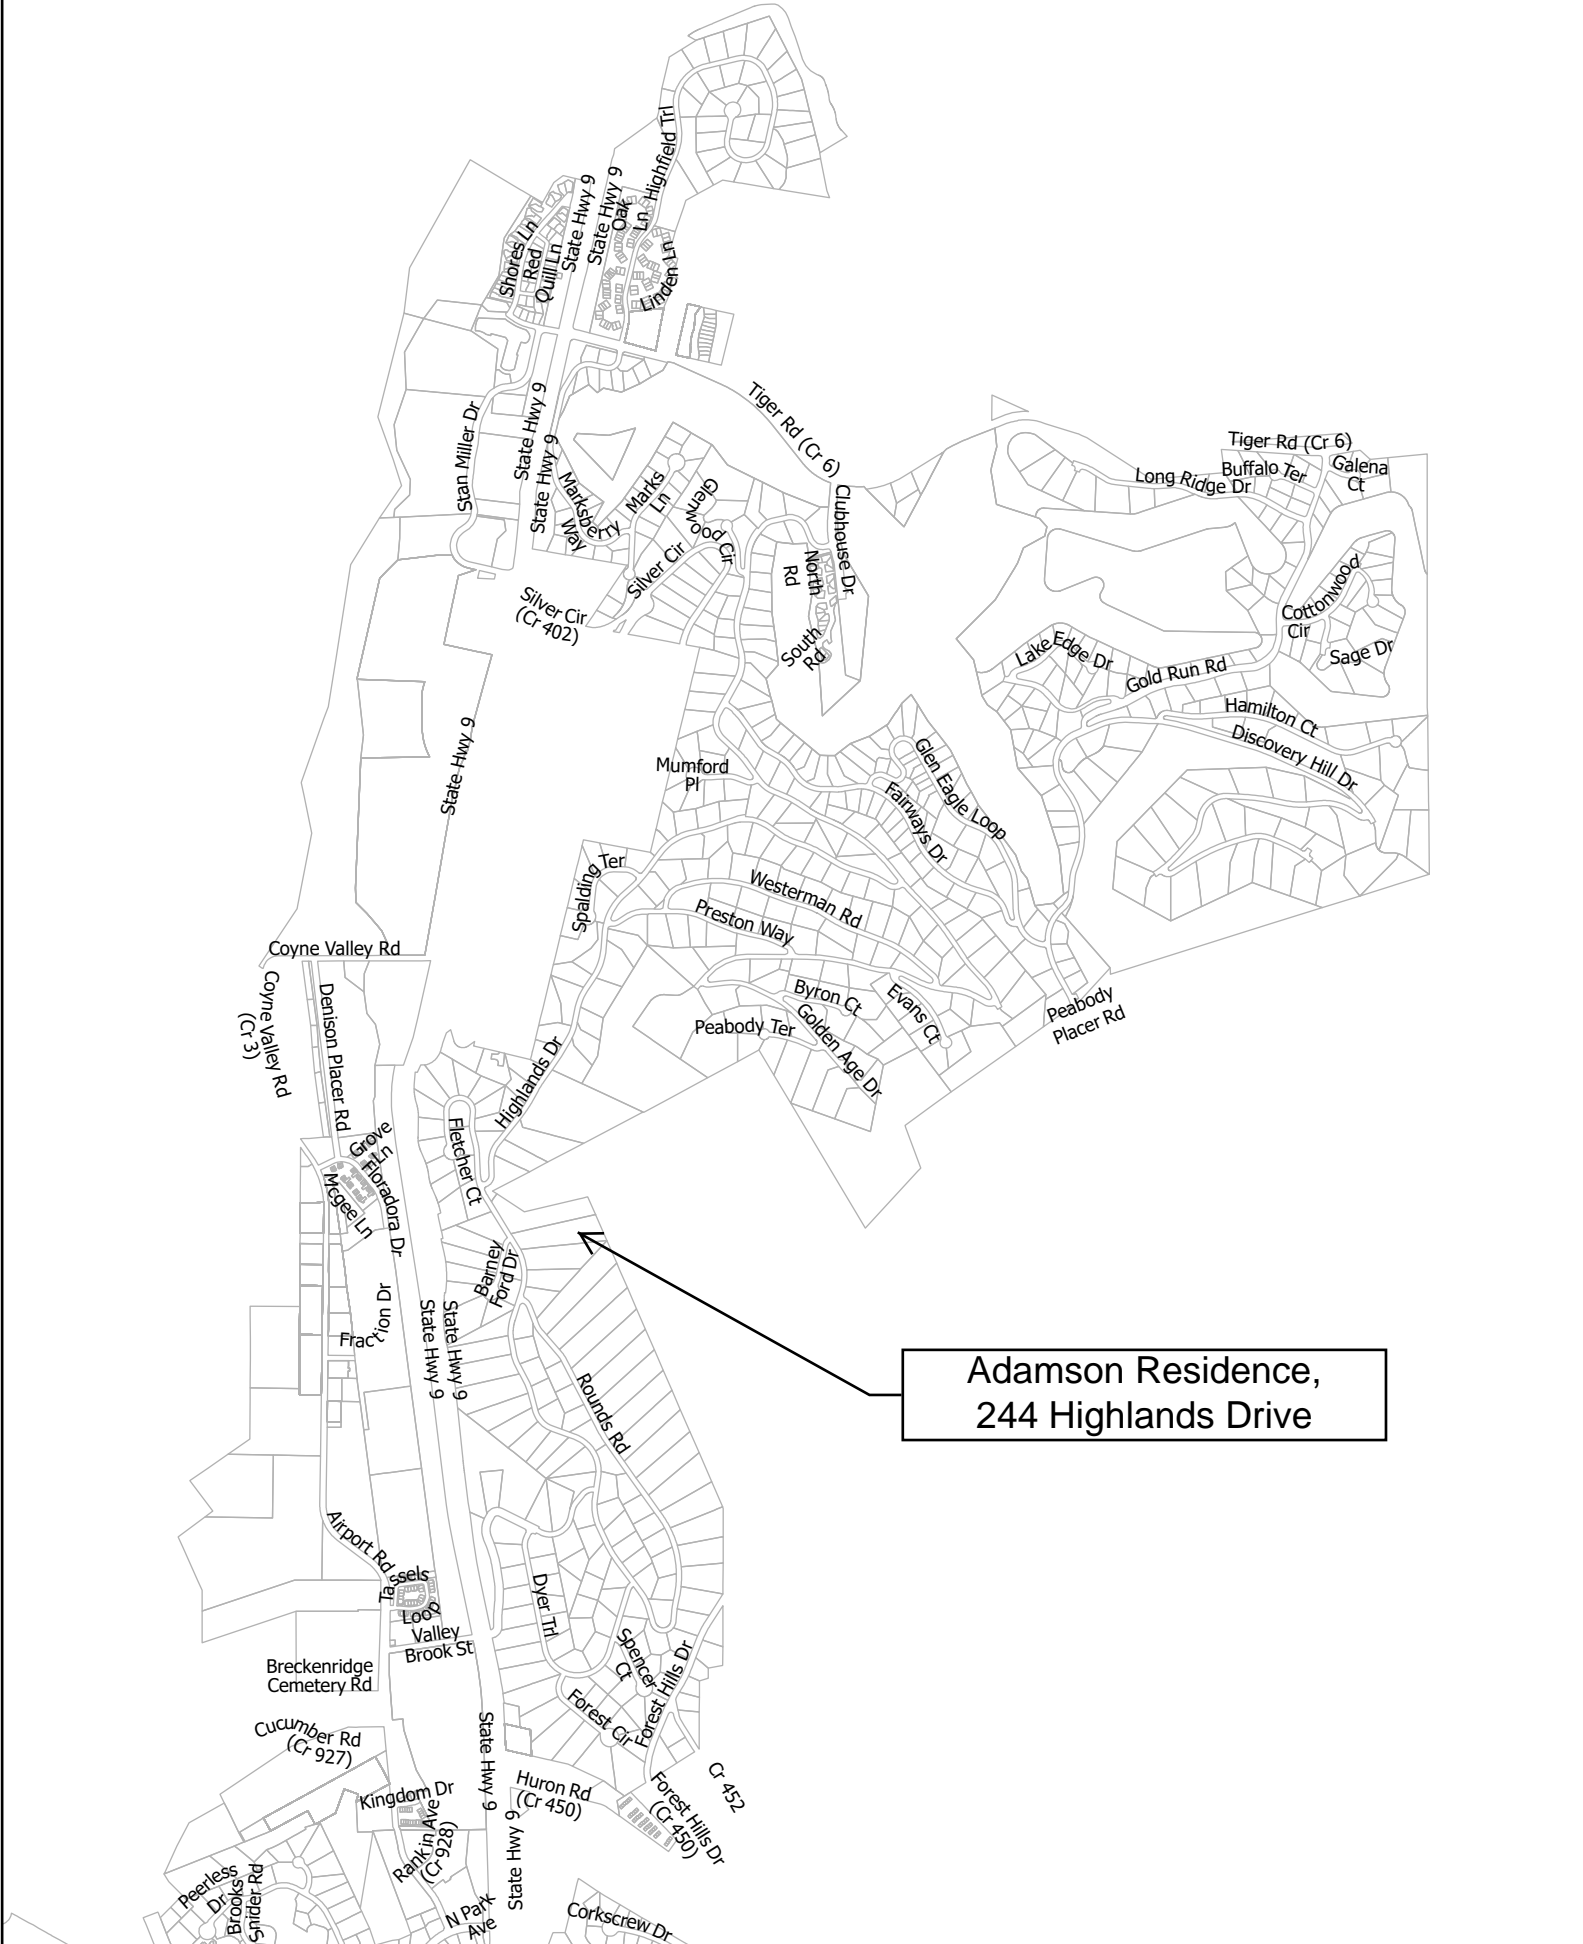 Highfield Trl
State Hwy 9
State Hwy 9
Oak
Ln
Linden Ln
Shores Ln
Red
Quill Ln
Tiger Rd (Cr 6)
Stan Miller Dr
State Hwy 9
State Hwy 9
Marksberry
Way
Marks
Ln
Glenwood Cir
Silver Cir
Silver Cir
(Cr 402)
Clubhouse Dr
North
Rd
South
Rd
Tiger Rd (Cr 6)
Long Ridge Dr
Buffalo Ter
Galena
Ct
Cottonwood
Cir
Sage Dr
Lake Edge Dr
Gold Run Rd
Hamilton Ct
Discovery Hill Dr
State Hwy 9
Mumford
Pl
Glen Eagle Loop
Fairways Dr
Spalding Ter
Westerman Rd
Preston Way
Coyne Valley Rd
Coyne Valley Rd
(Cr 3)
Denison Placer Rd
Byron Ct
Evans Ct
Peabody Ter
Golden Age Dr
Peabody
Placer Rd
Highlands Dr
Fletcher Ct
Grove
Ln
Floradora Dr
Mcgee Ln
Barney
Ford Dr
Fraction Dr
State Hwy 9
State Hwy 9
Adamson Residence,
244 Highlands Drive
Rounds Rd
Airport Rd
Tassels
Loop
Valley
Brook St
Dyer Trl
Spencer
Ct
Forest Hills Dr
Forest Cir
Breckenridge
Cemetery Rd
Cucumber Rd
(Cr 927)
State Hwy 9
Huron Rd
(Cr 450)
Cr 452
Forest Hills Dr
(Cr 450)
Kingdom Dr
Rankin Ave
(Cr 928)
State Hwy 9
Peerless
Dr
Brooks
Snider Rd
N Park
Ave
Corkscrew Dr